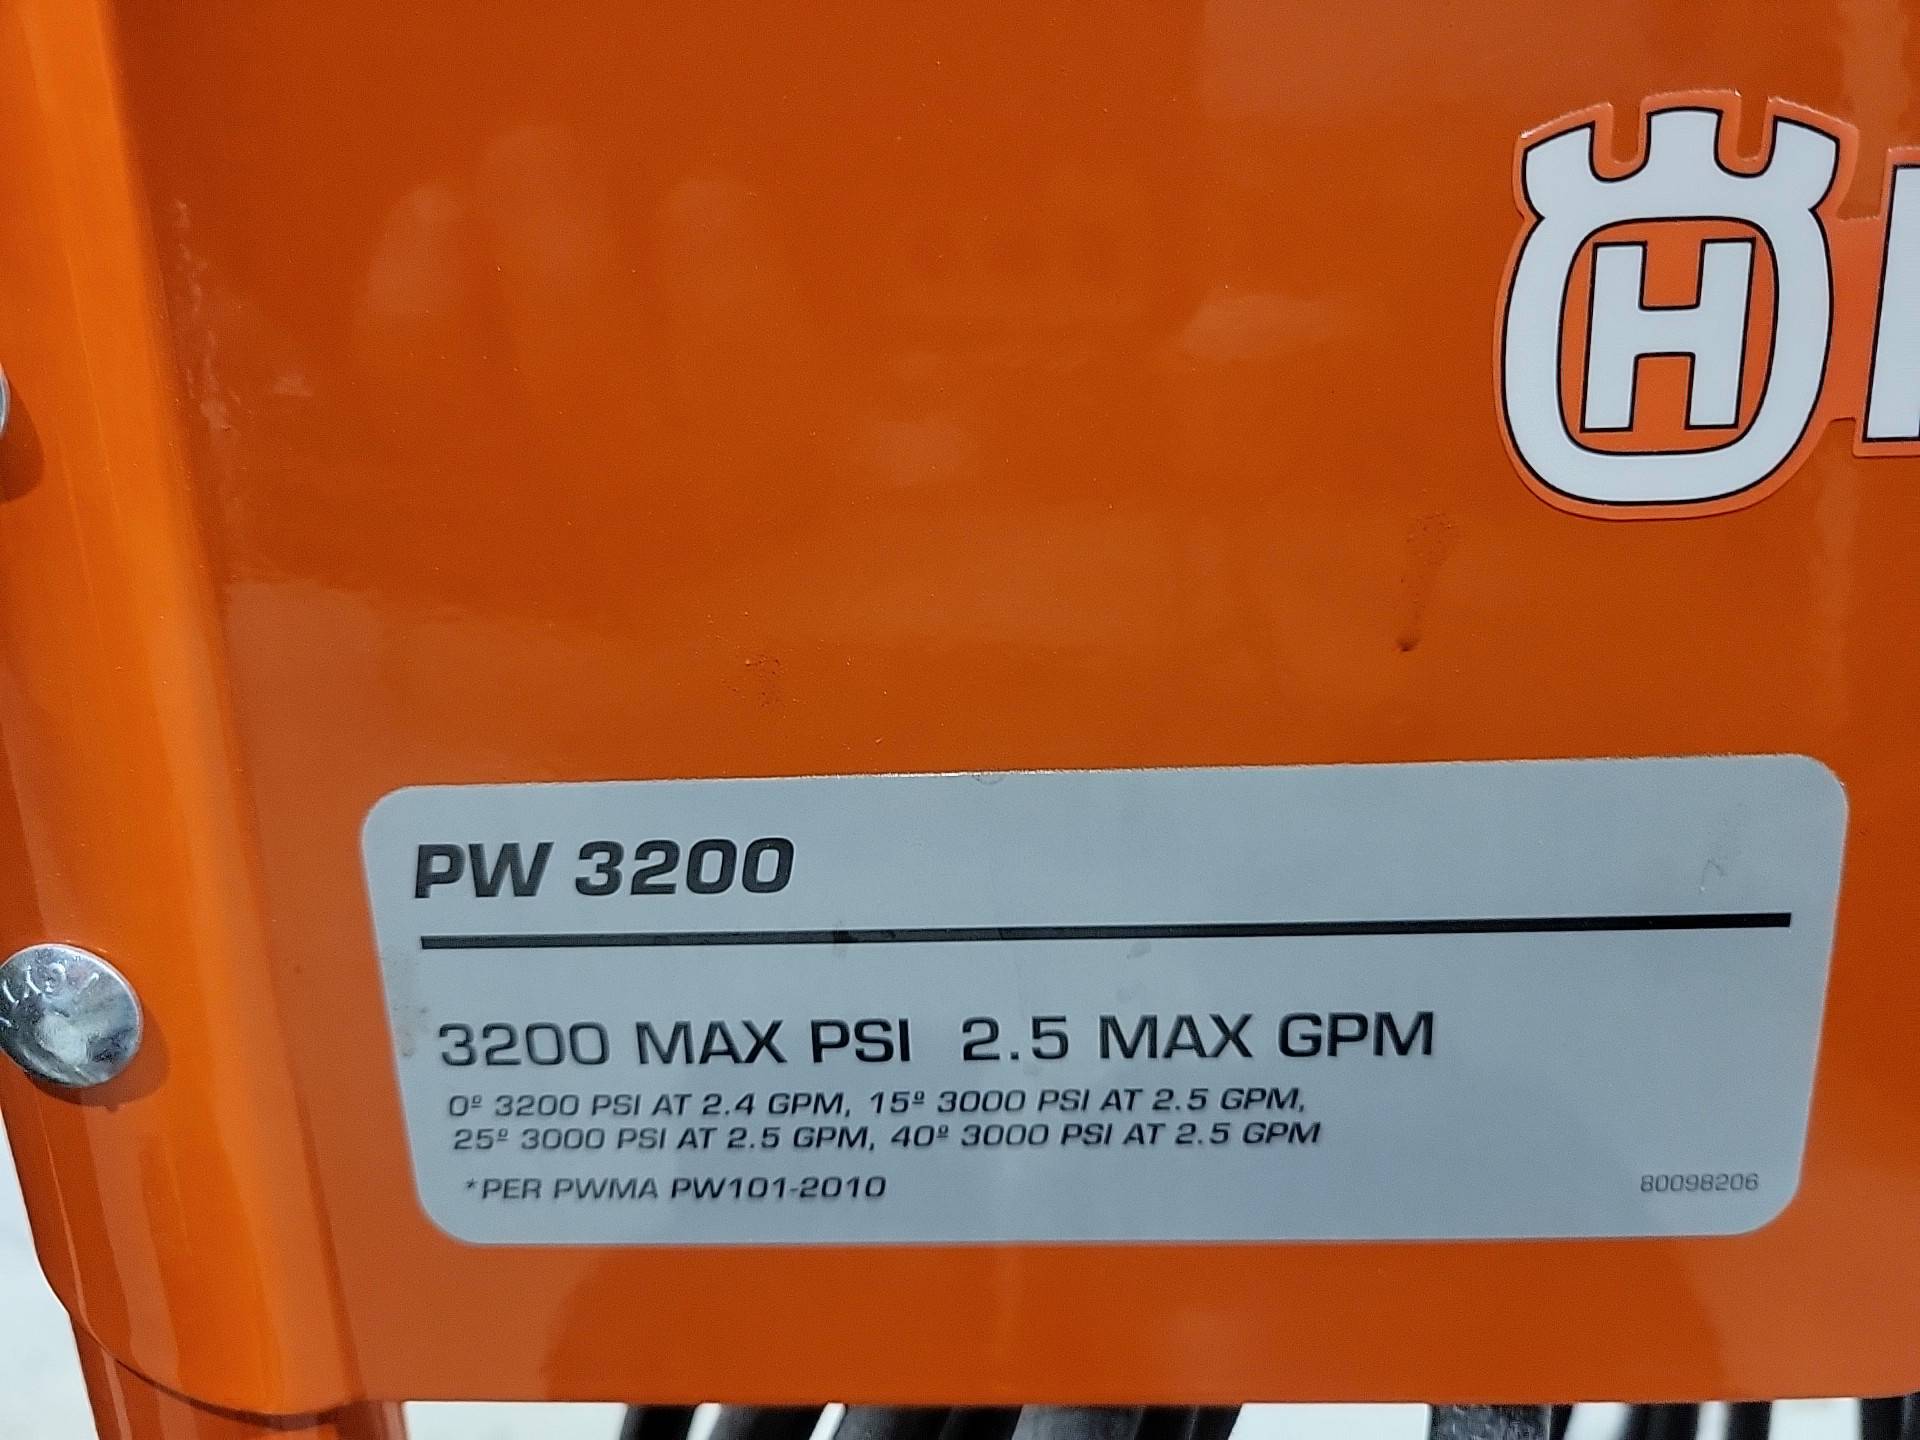 H
PW 3200
3200 MAX PSI 2.5 MAX GPM
0º 3200 PSI AT 2.4 GPM, 15º 3000 PSI AT 2.5 GPM,
25º 3000 PSI AT 2.5 GPM, 40º 3000 PSI AT 2.5 GPM
*PER PWMA PW101-2010
80098206